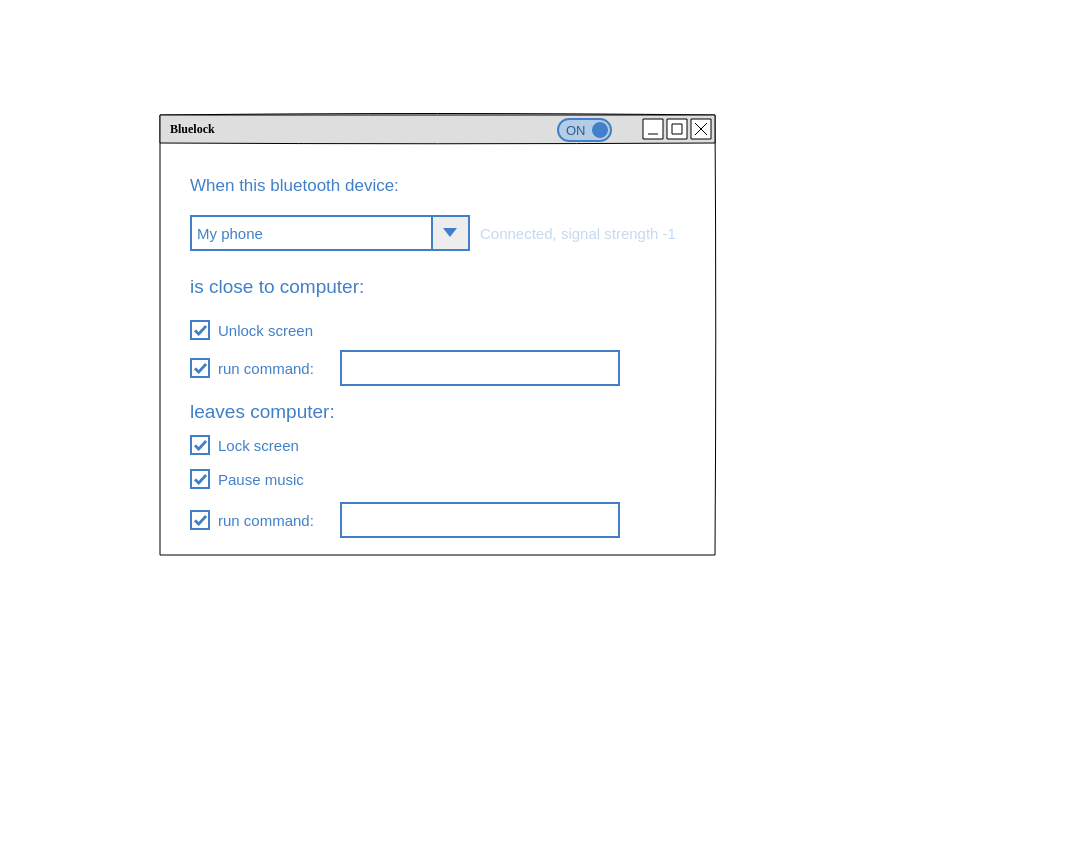 Bluelock
ON
When this bluetooth device:
My phone
Connected, signal strength -1
is close to computer:
Unlock screen
run command:
leaves computer:
Lock screen
Pause music
run command: